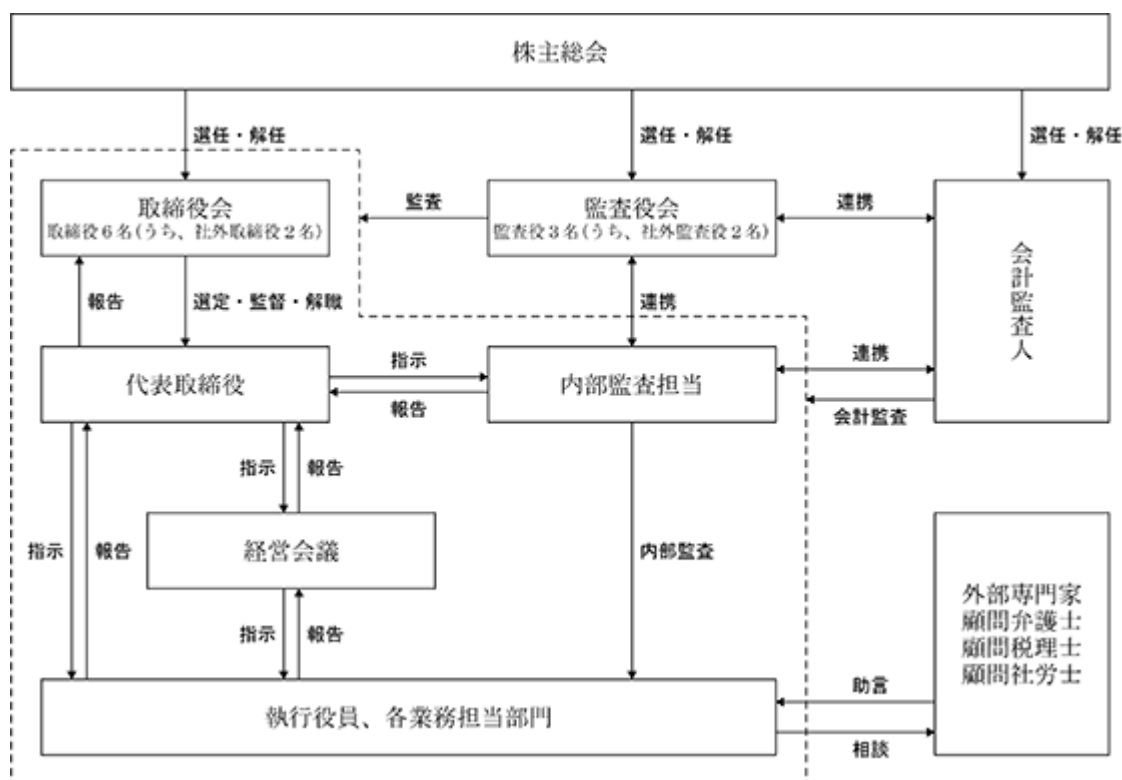 株主総会
選任・解任
選任・解任
選任・解任
取締役会
取締役6名(うち、社外取締役2名)
監査
監査役会
監査役3名(うち、社外監査役2名)
連携
会計監査人
報告
選定・監督・解職
連携
代表取締役
指示
報告
内部監査担当
連携
会計監査
指示
報告
経営会議
指示
報告
内部監査
指示
報告
外部専門家
顧問弁護士
顧問税理士
顧問社労士
執行役員、各業務担当部門
助言
相談